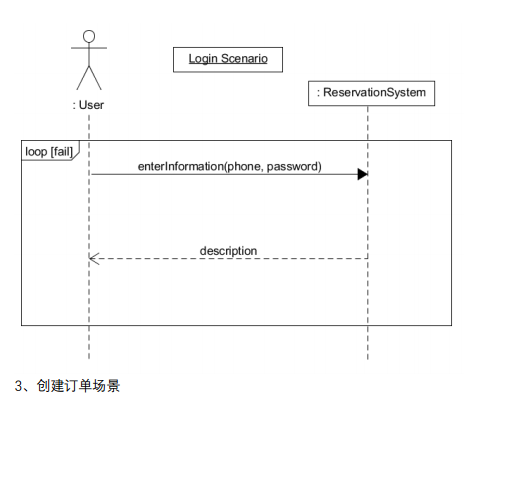 Login Scenario
: User
: ReservationSystem
loop [fail]
enterInformation(phone, password)
description
3、创建订单场景